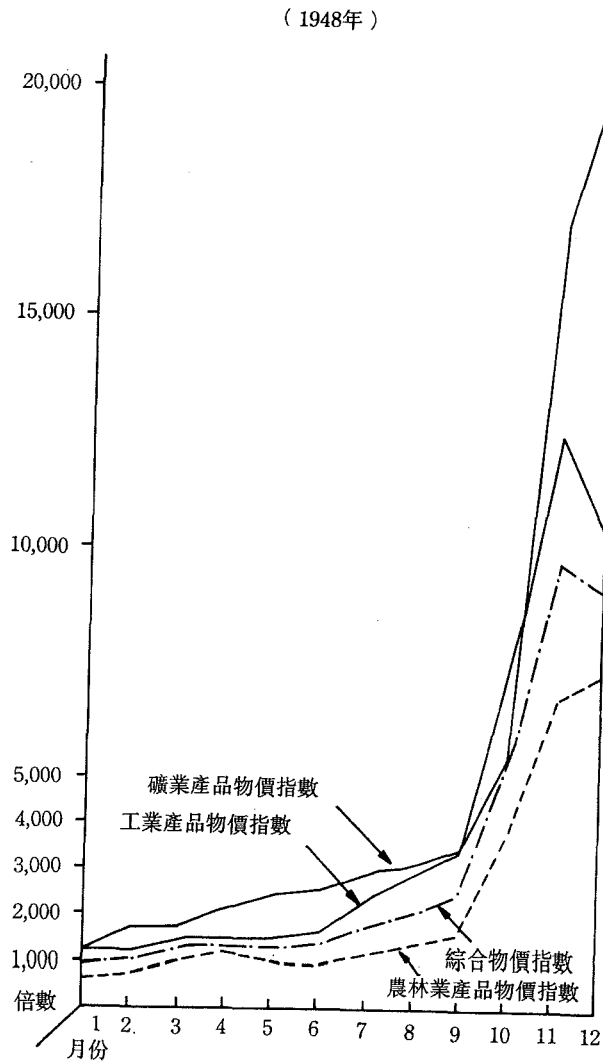 （1948年）
20,000
15,000
10,000
5,000
4,000
3,000
2,000
1,000
倍數
礦業產品物價指數
工業產品物價指數
綜合物價指數
農林業產品物價指數
1 2. 3 4 5 6 7 8 9 10 11 12
月份